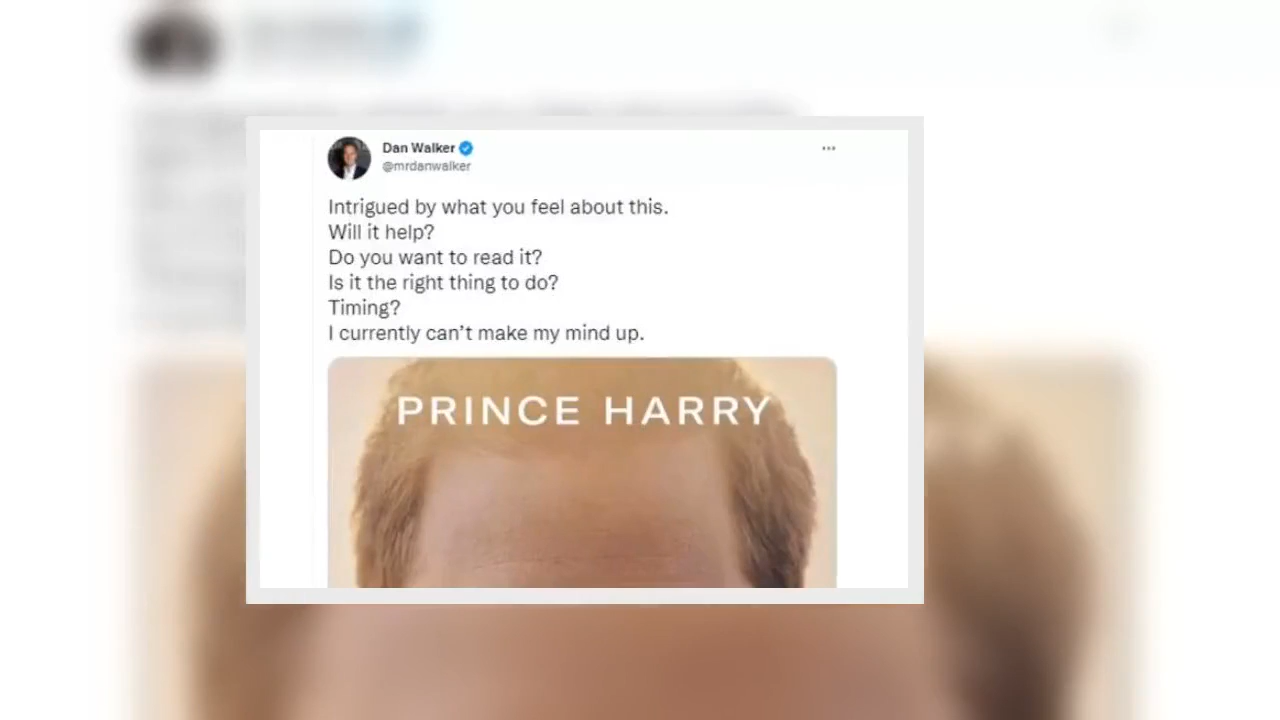 Dan Walker
@mrdanwalker
Intrigued by what you feel about this.
Will it help?
Do you want to read it?
Is it the right thing to do?
Timing?
I currently can't make my mind up.
PRINCE HARRY